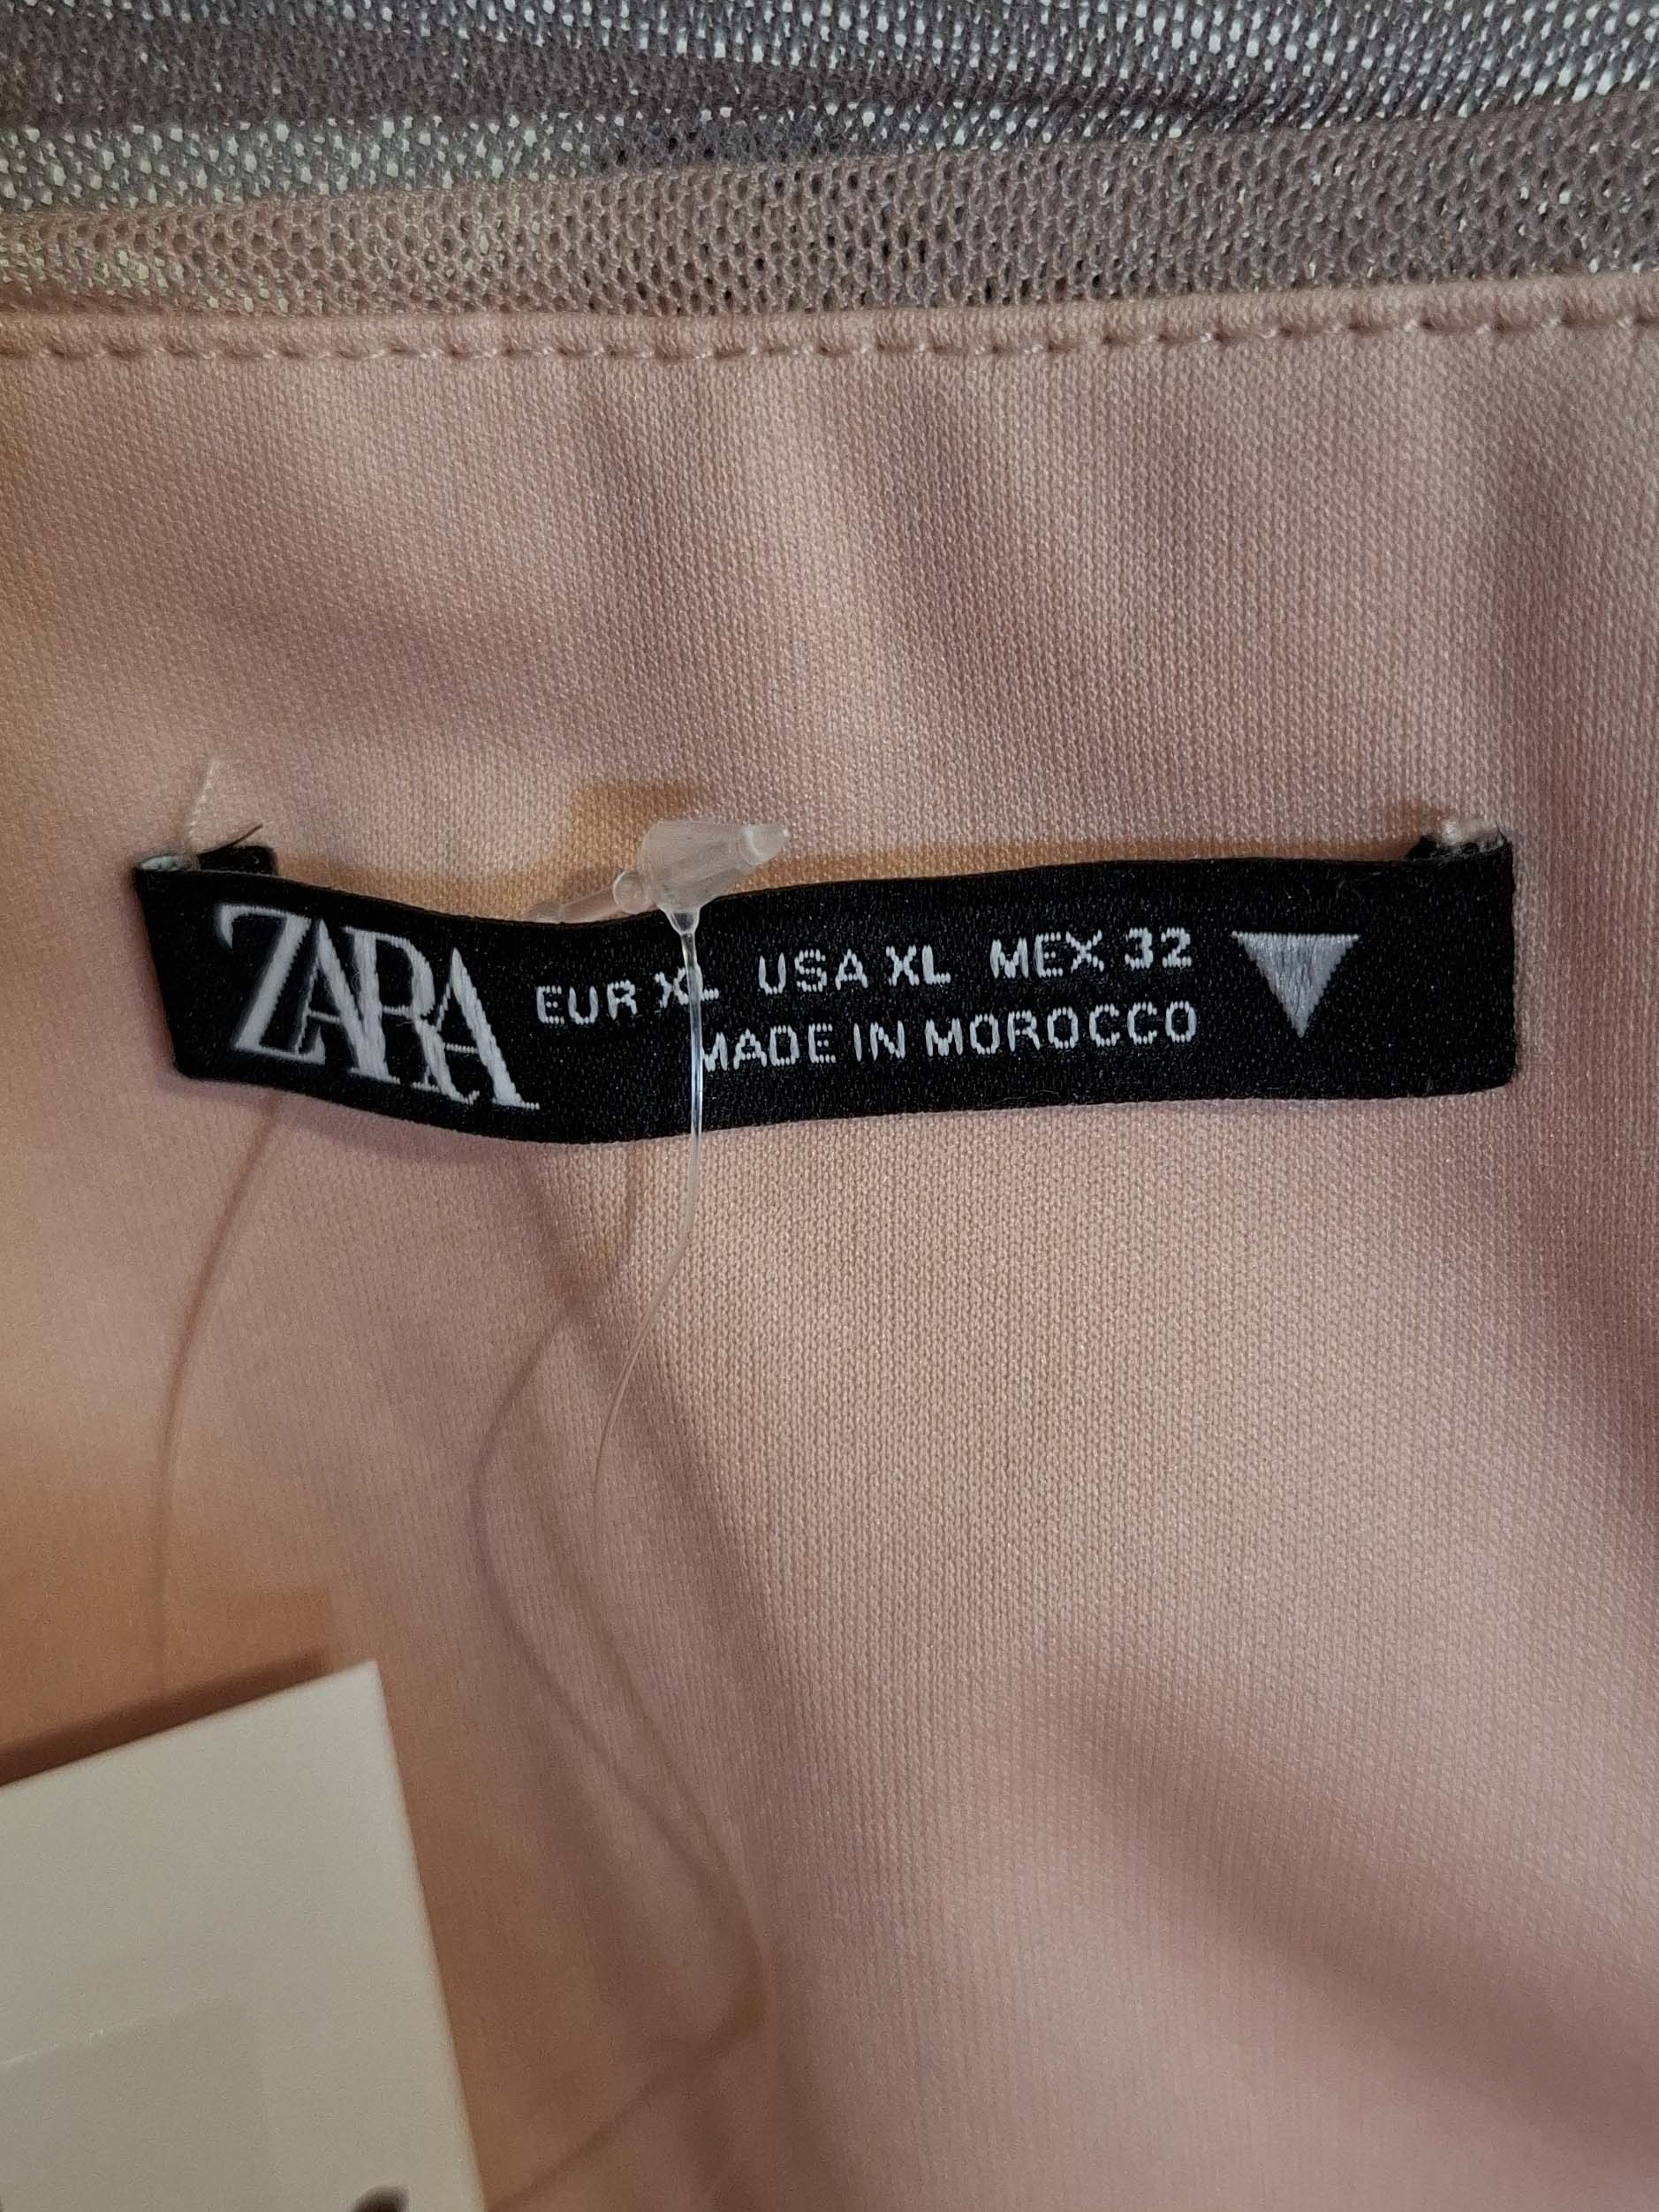 ZARA
EUR XL USA XL MEX 32
MADE IN MOROCCO